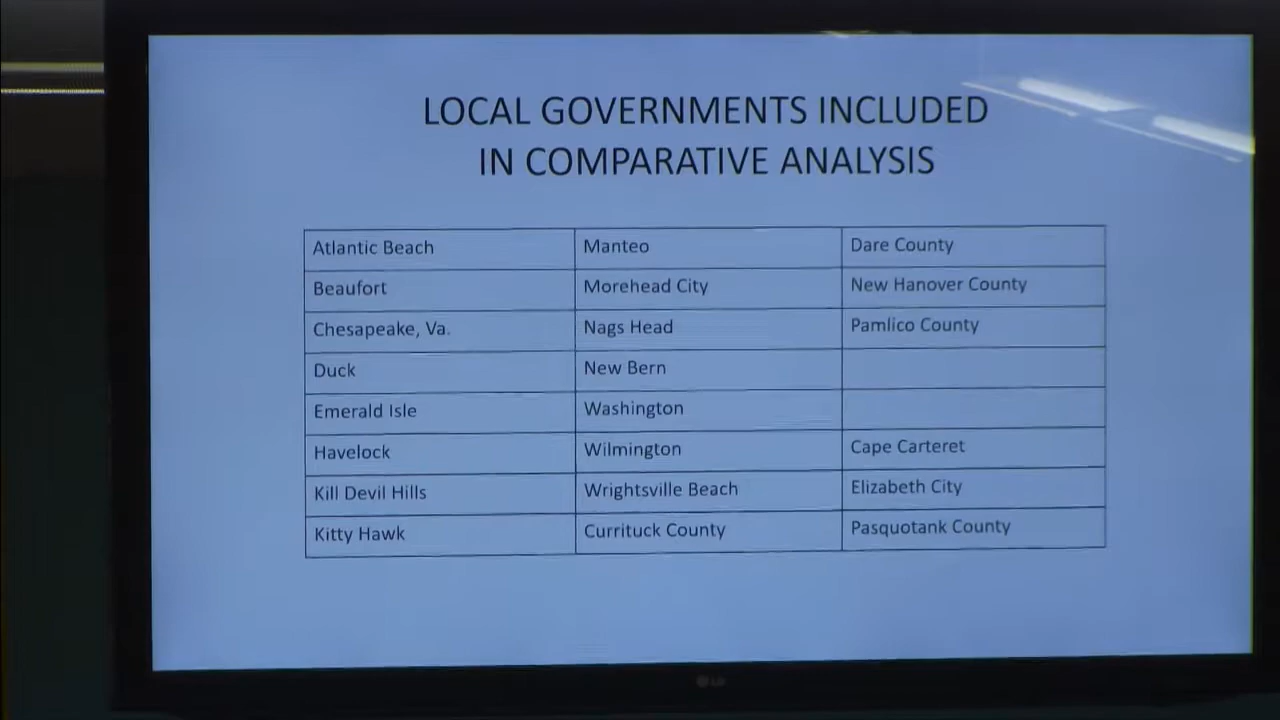 LOCAL GOVERNMENTS INCLUDED
IN COMPARATIVE ANALYSIS
Atlantic Beach Manteo Dare County
Beaufort Morehead City New Hanover County
Chesapeake, Va. Nags Head Pamlico County
Duck New Bern
Emerald Isle Washington
Havelock Wilmington Cape Carteret
Kill Devil Hills Wrightsville Beach Elizabeth City
Kitty Hawk Currituck County Pasquotank County
LG